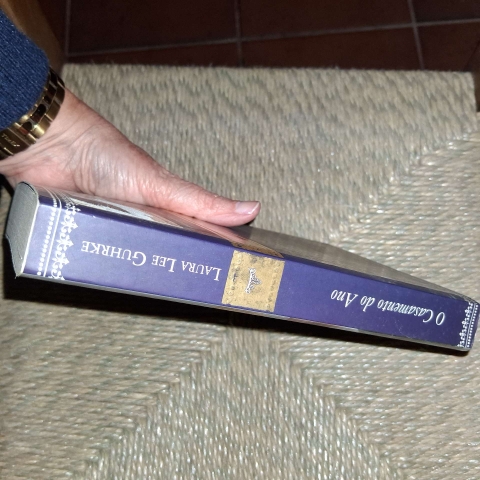 O Casamento do Ano
LAURA LEE GUHRKE